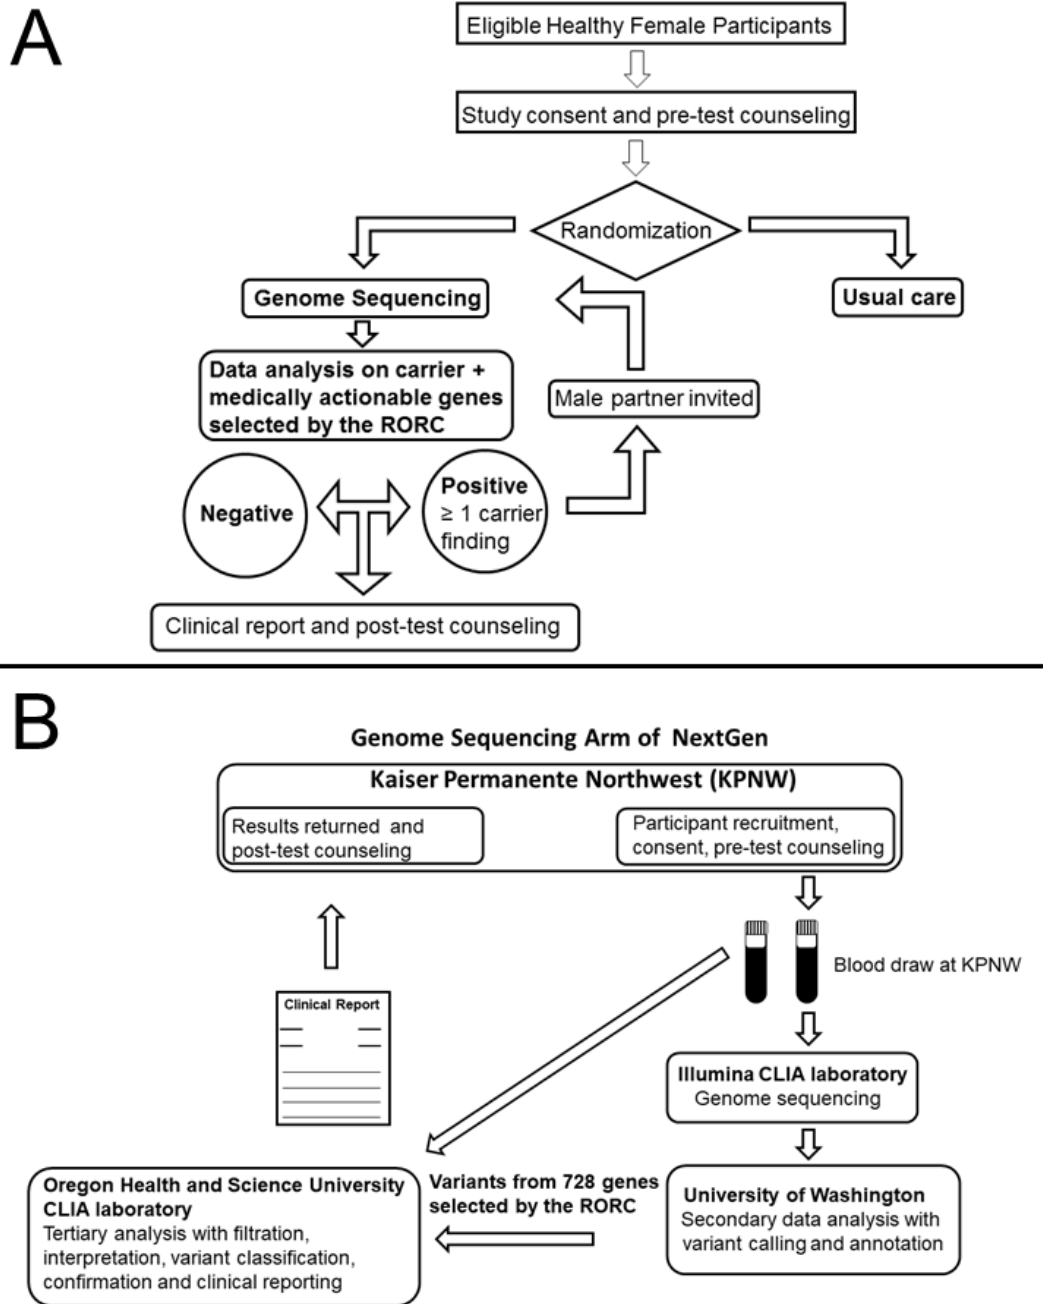 A
Eligible Healthy Female Participants
Study consent and pre-test counseling
Randomization
Genome Sequencing
Usual care
Data analysis on carrier +
medically actionable genes
selected by the RORC
Male partner invited
Negative
Positive
≥ 1 carrier
finding
Clinical report and post-test counseling
B
Genome Sequencing Arm of NextGen
Kaiser Permanente Northwest (KPNW)
Results returned and
post-test counseling
Participant recruitment,
consent, pre-test counseling
Blood draw at KPNW
Clinical Report
Illumina CLIA laboratory
Genome sequencing
Oregon Health and Science University
CLIA laboratory
Tertiary analysis with filtration,
interpretation, variant classification,
confirmation and clinical reporting
Variants from 728 genes
selected by the RORC
University of Washington
Secondary data analysis with
variant calling and annotation